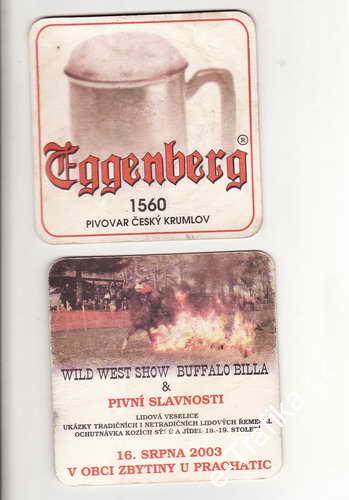 Eggenberg ®
1560
PIVOVAR ČESKÝ KRUMLOV
WILD WEST SHOW BUFFALO BILLA
&
PIVNÍ SLAVNOSTI
LIDOVÁ VESELICE
UKÁZKY TRADIČNÍCH I NETRADIČNÍCH LIDOVÝCH ŘEMESEL
OCHUTNÁVKA KOZÍCH SÝRŮ A JÍDEL 18.-19. STOLETÍ
16. SRPNA 2003
V OBCI ZBYTINY U PRACHATIC